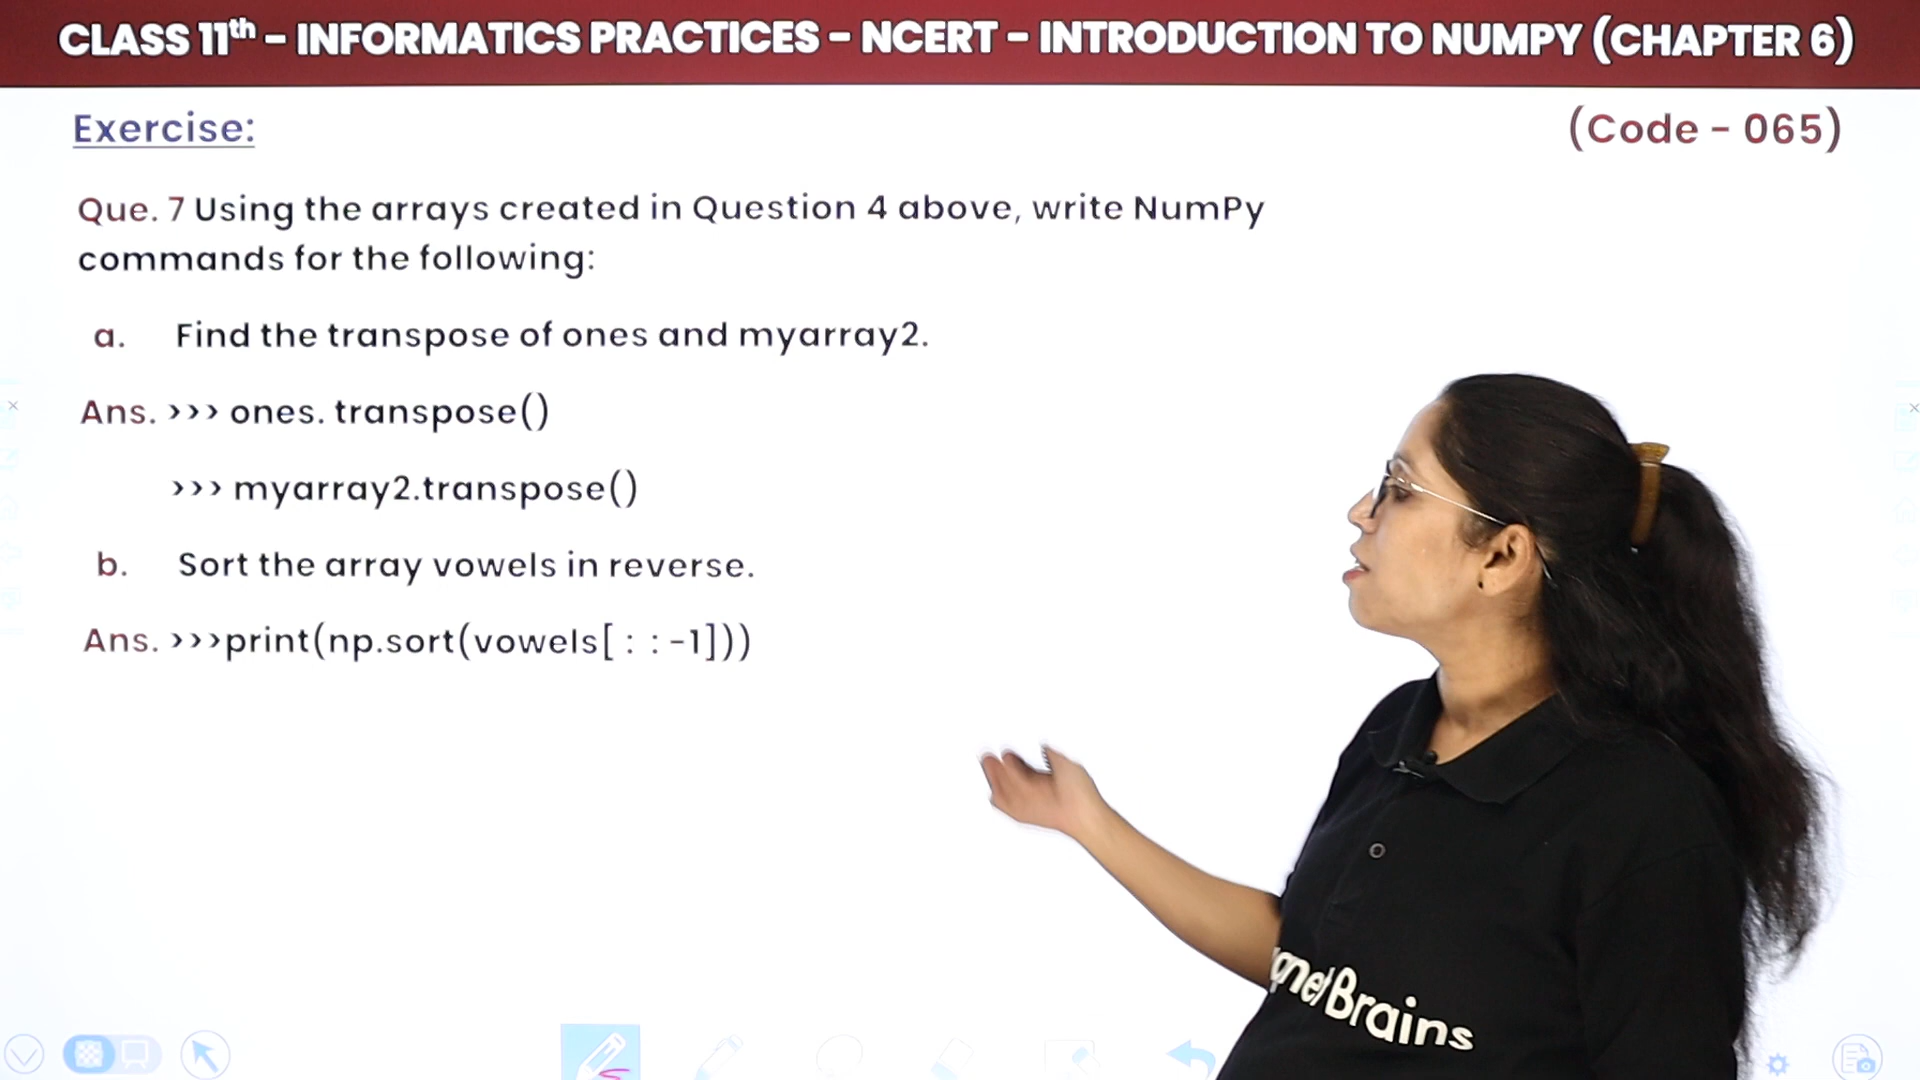 CLASS 11th - INFORMATICS PRACTICES - NCERT - INTRODUCTION TO NUMPY (CHAPTER 6)
Exercise:
(Code - 065)
Que. 7 Using the arrays created in Question 4 above, write NumPy
commands for the following:
a. Find the transpose of ones and myarray2.
Ans. >>> ones. transpose()
>>> myarray2.transpose()
b. Sort the array vowels in reverse.
Ans. >>>print(np.sort(vowels[ : : -1]))
Brains